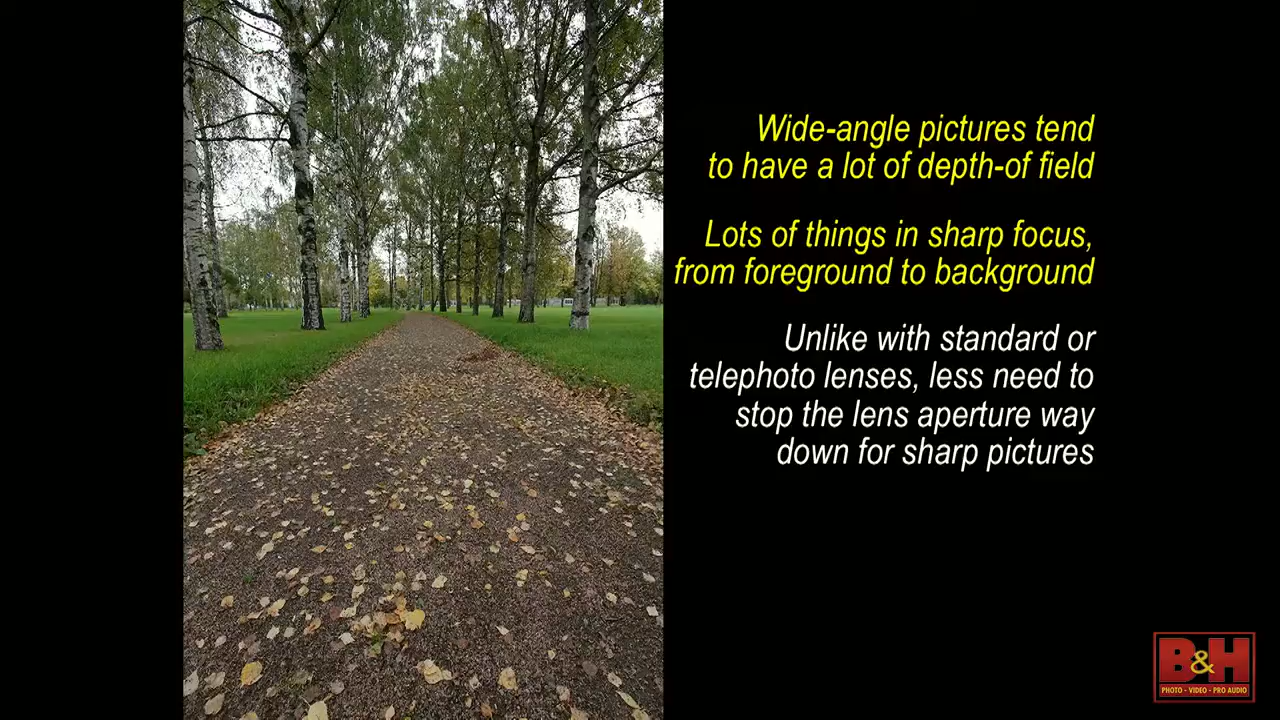 Wide-angle pictures tend
to have a lot of depth-of field
Lots of things in sharp focus,
from foreground to background
Unlike with standard or
telephoto lenses, less need to
stop the lens aperture way
down for sharp pictures
B&H
PHOTO - VIDEO - PRO AUDIO